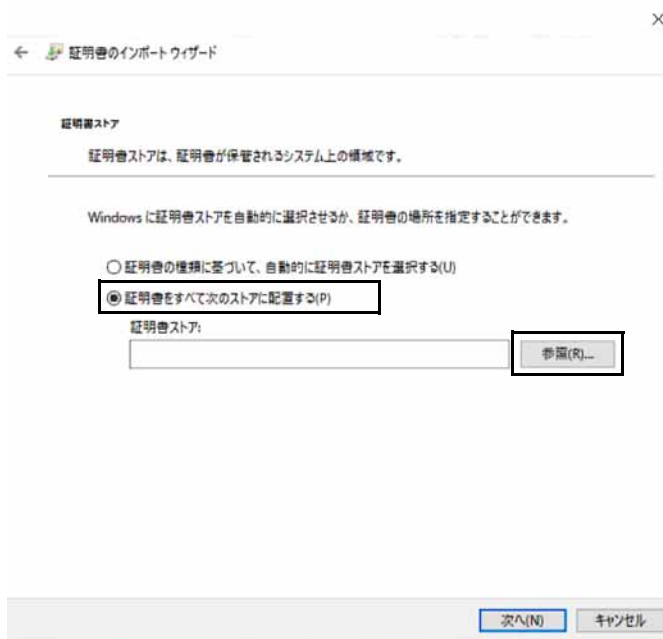 証明書のインポート ウィザード
証明書ストア
証明書ストアは、証明書が保管されるシステム上の領域です。
Windows に証明書ストアを自動的に選択させるか、証明書の場所を指定することができます。
証明書の種類に基づいて、自動的に証明書ストアを選択する(U)
証明書をすべて次のストアに配置する(P)
証明書ストア:
参照(R)...
次へ(N)
キャンセル